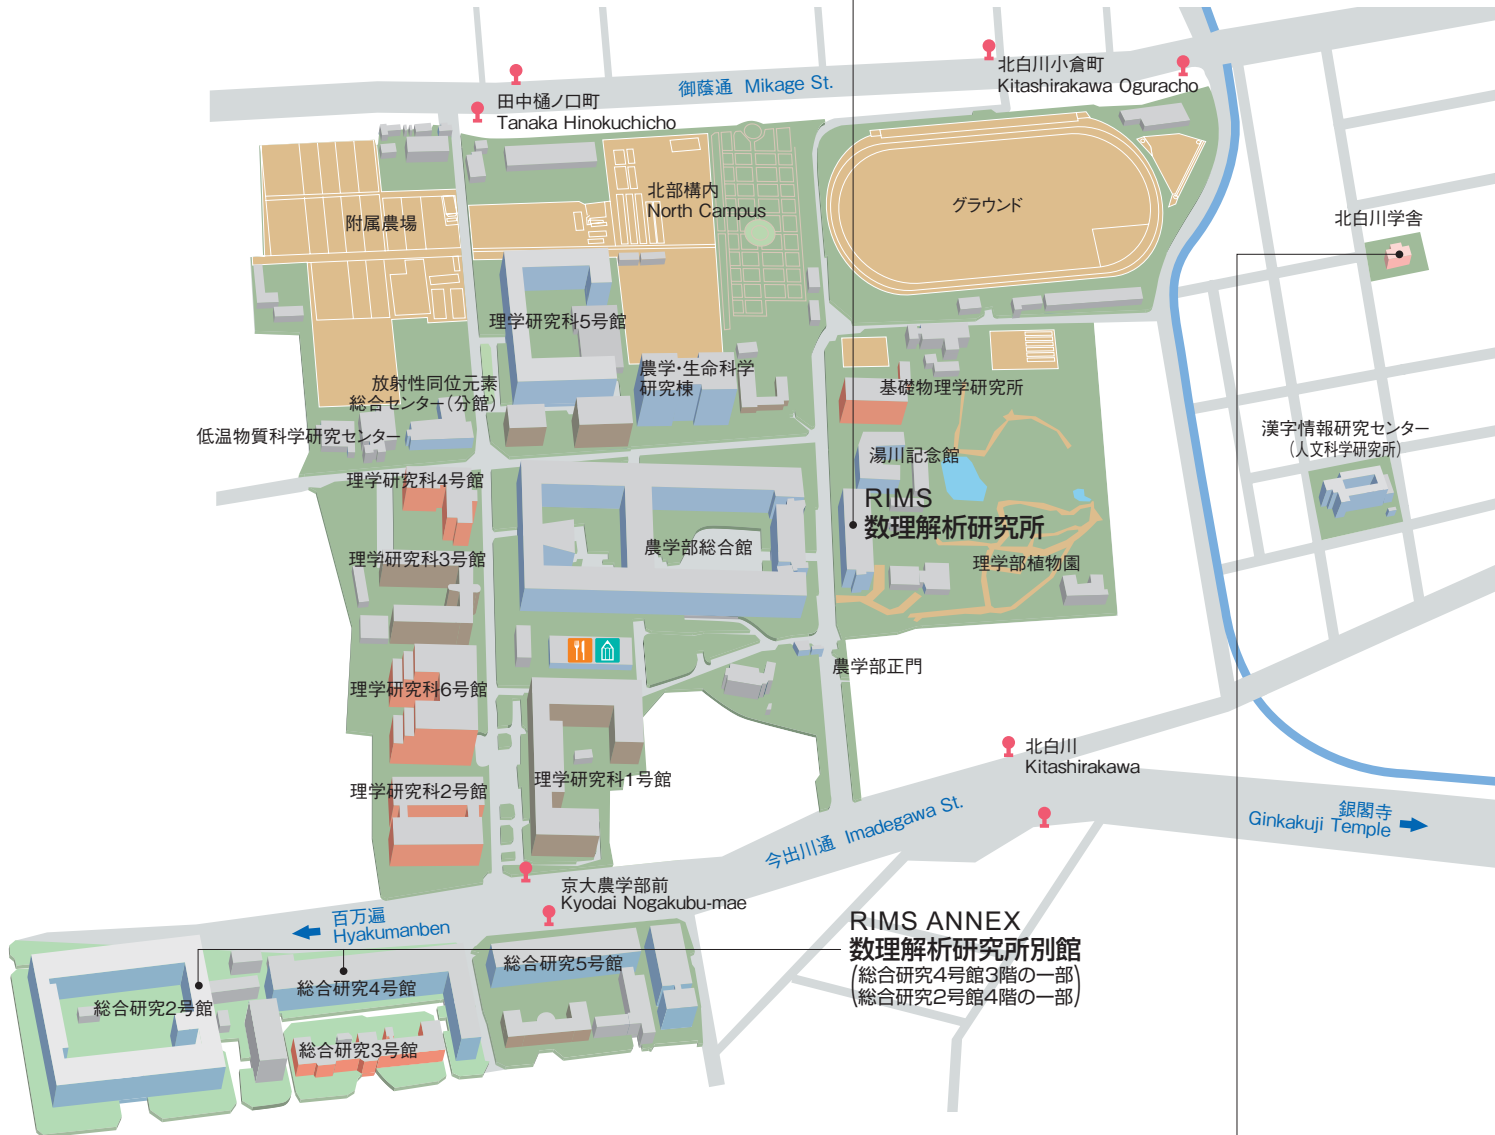 北白川小倉町
Kitashirakawa Oguracho
御蔭通 Mikage St.
田中樋ノ口町
Tanaka Hinokuchicho
北部構内
North Campus
附属農場
グラウンド
北白川学舎
理学研究科5号館
農学・生命科学
研究棟
放射性同位元素
総合センター(分館)
低温物質科学研究センター
基礎物理学研究所
漢字情報研究センター
(人文科学研究所)
湯川記念館
理学研究科4号館
RIMS
数理解析研究所
農学部総合館
理学研究科3号館
理学部植物園
農学部正門
理学研究科6号館
北白川
Kitashirakawa
理学研究科1号館
理学研究科2号館
今出川通 Imadegawa St.
銀閣寺
Ginkakuji Temple
京大農学部前
Kyodai Nogakubu-mae
百万遍
Hyakumanben
RIMS ANNEX
数理解析研究所別館
(総合研究4号館3階の一部)
(総合研究2号館4階の一部)
総合研究5号館
総合研究4号館
総合研究2号館
総合研究3号館